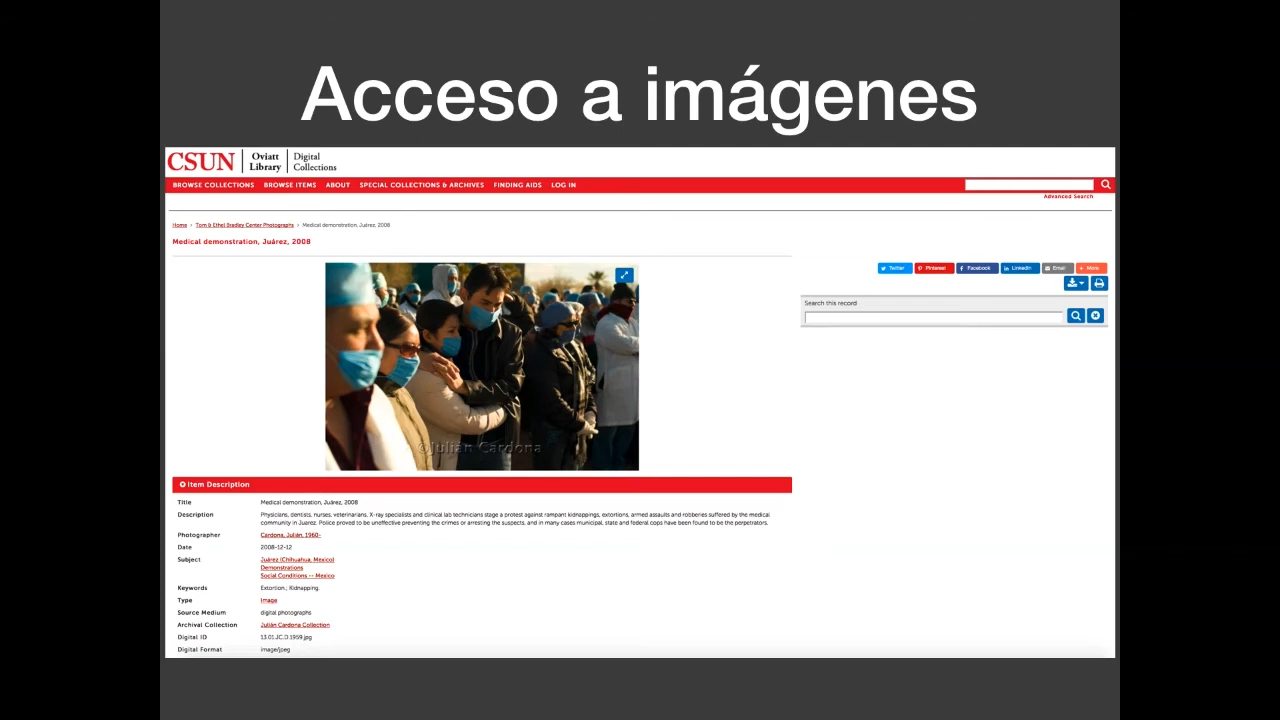 Acceso a imágenes
CSUN Oviatt Library Digital Collections
BROWSE COLLECTIONS BROWSE ITEMS ABOUT SPECIAL COLLECTIONS & ARCHIVES FINDING AIDS LOG IN
Advanced Search
Home › Tom & Ethel Bradley Center Photographs › Medical demonstration, Juárez, 2008
Medical demonstration, Juárez, 2008
Twitter Pinterest Facebook LinkedIn Email More
Search this record
©Julián Cardona
Item Description
Title Medical demonstration, Juárez, 2008
Description Physicians, dentists, nurses, veterinarians, X-ray specialists and clinical lab technicians stage a protest against rampant kidnappings, extortions, armed assaults and robberies suffered by the medical
community in Juarez. Police proved to be uneffective preventing the crimes or arresting the suspects, and in many cases municipal, state and federal cops have been found to be the perpetrators.
Photographer Cardona, Julián, 1960-
Date 2008-12-12
Subject Juárez (Chihuahua, Mexico)
Demonstrations
Social Conditions -- Mexico
Keywords Extortion., Kidnapping.
Type Image
Source Medium digital photographs
Archival Collection Julián Cardona Collection
Digital ID 13.01.JC.D.1959.jpg
Digital Format image/jpeg